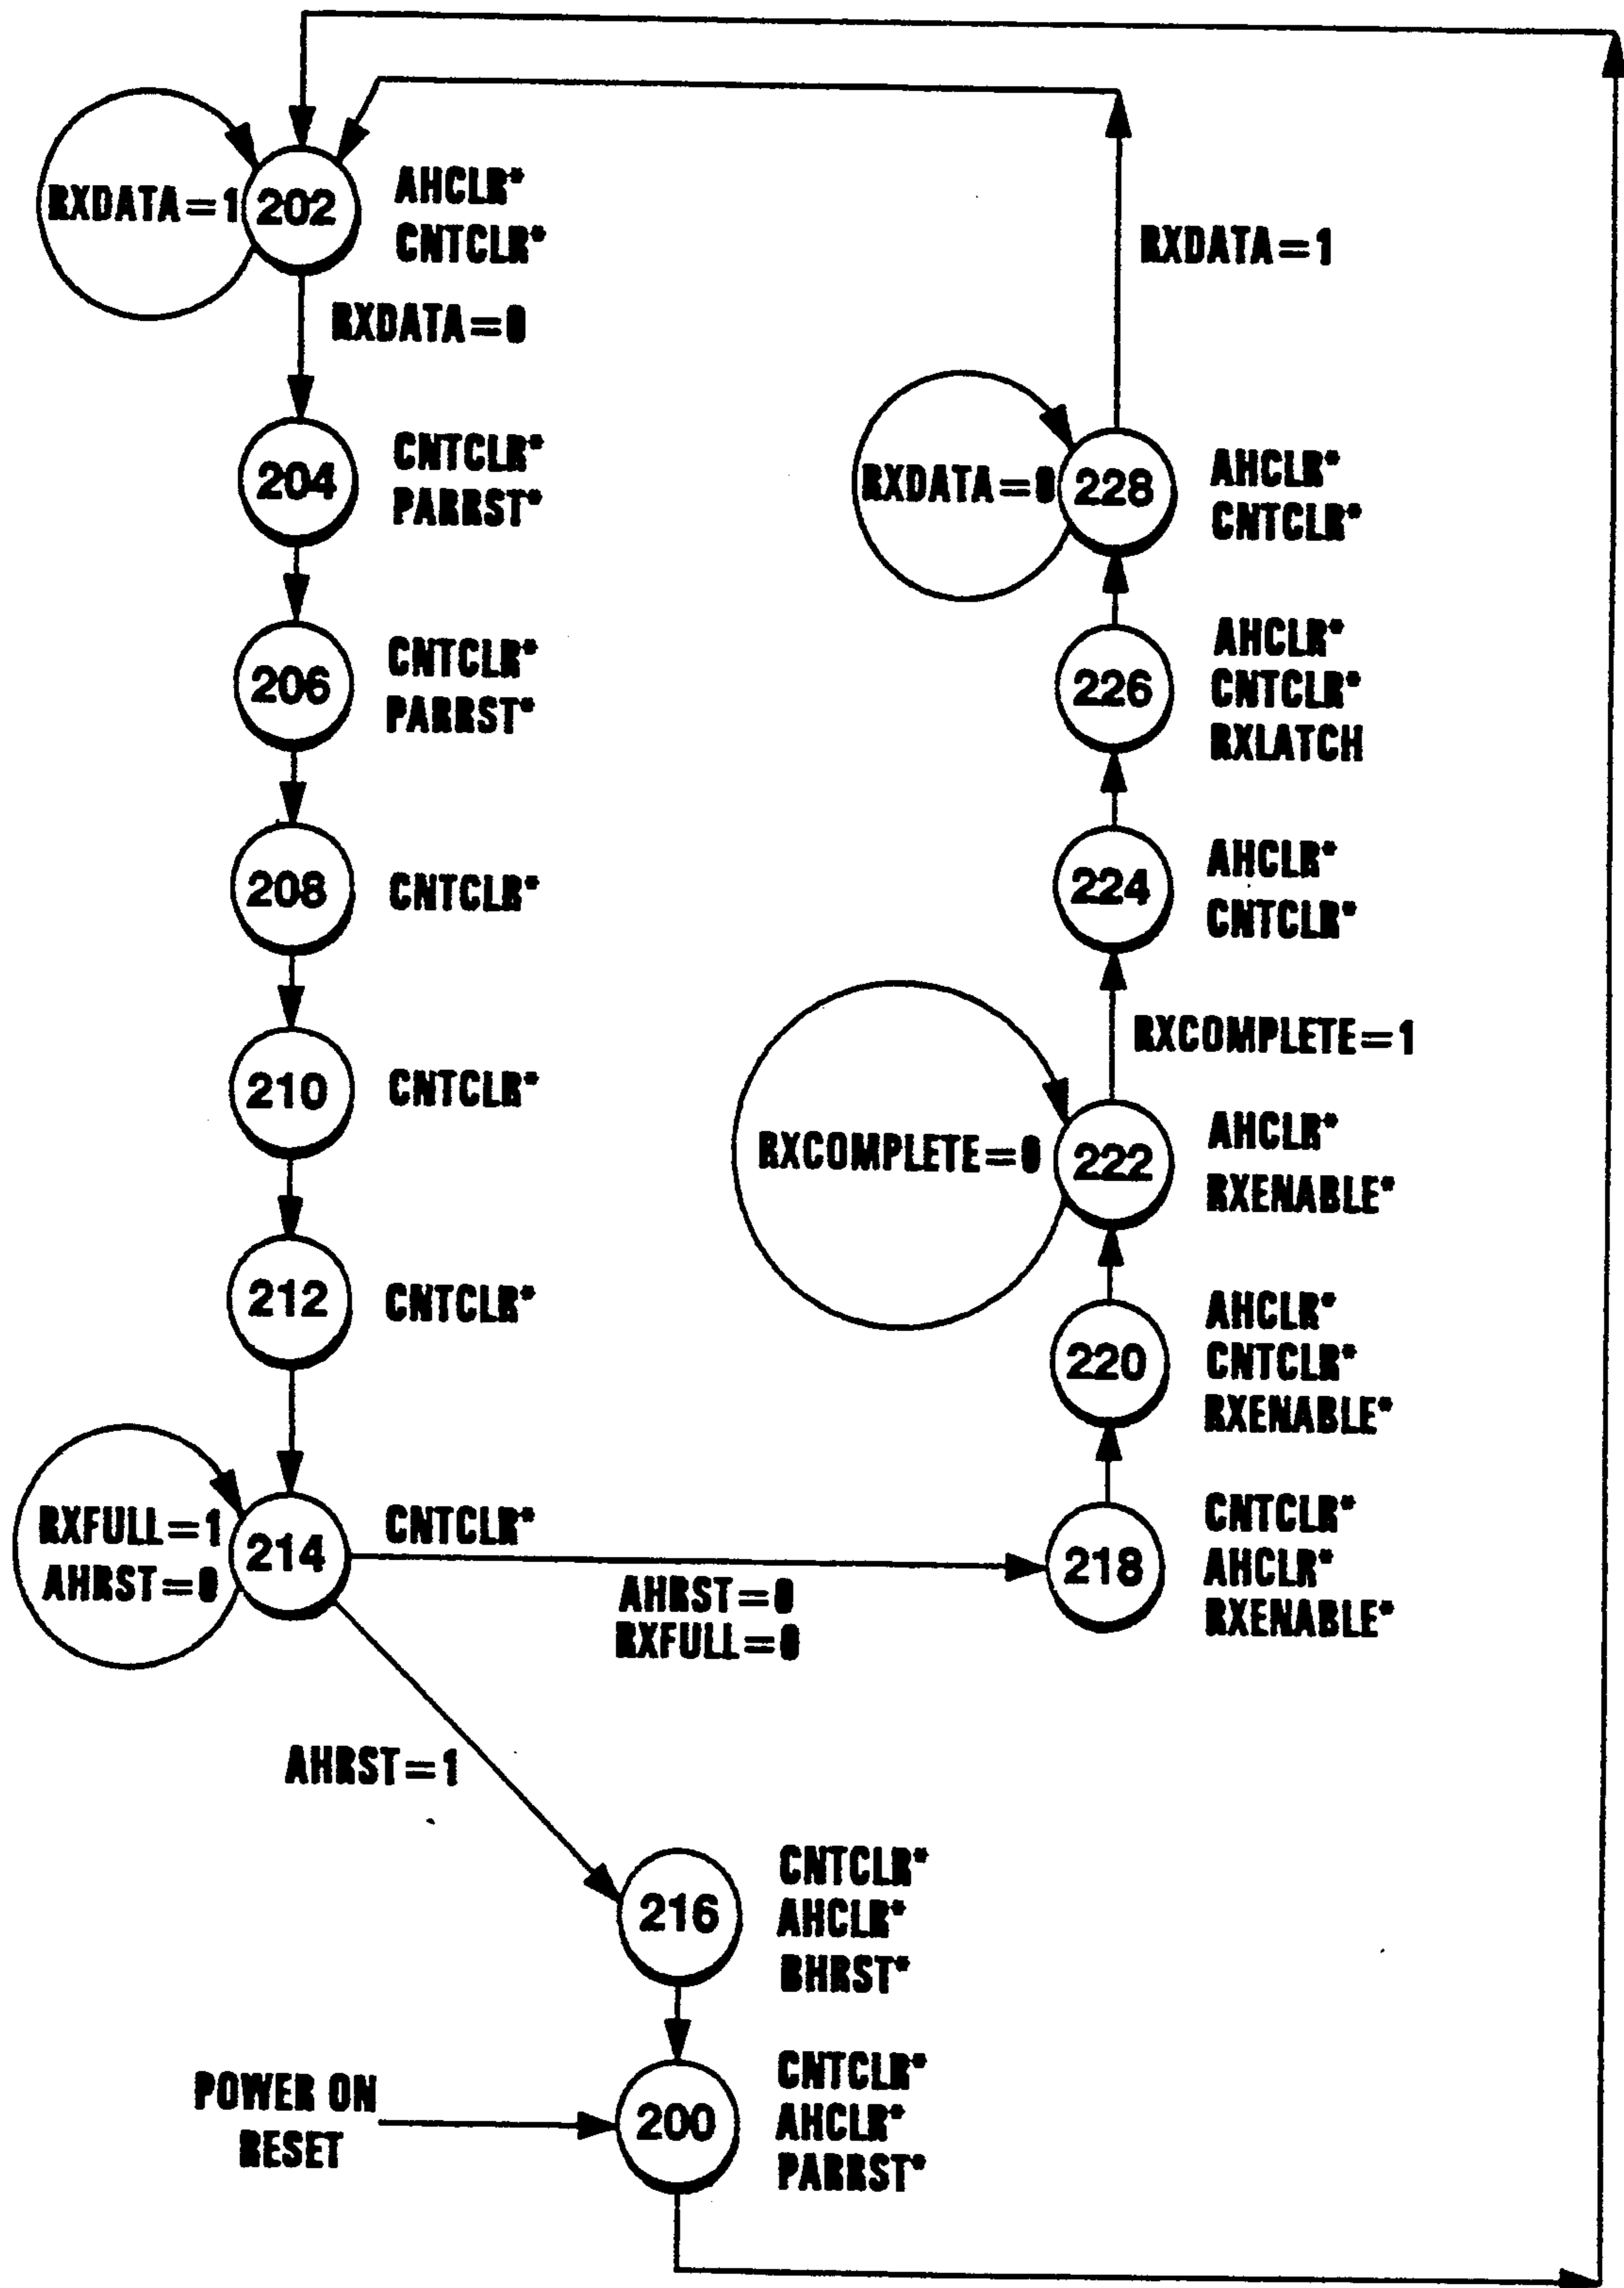 RXDATA=1
202
AHCLR*
CNTCLR*
RXDATA=0
204
CNTCLR*
PARRST*
206
CNTCLR*
PARRST*
208
CNTCLR*
210
CNTCLR*
212
CNTCLR*
RXFULL=1
AHRST=0
214
CNTCLR*
AHRST=0
RXFULL=0
AHRST=1
216
CNTCLR*
AHCLR*
BHRST*
POWER ON
RESET
200
CNTCLR*
AHCLR*
PARRST*
RXDATA=1
RXDATA=0
228
AHCLR*
CNTCLR*
226
AHCLR*
CNTCLR*
RXLATCH
224
AHCLR*
CNTCLR*
RXCOMPLETE=1
RXCOMPLETE=0
222
AHCLR*
RXENABLE*
220
AHCLR*
CNTCLR*
RXENABLE*
218
CNTCLR*
AHCLR*
RXENABLE*